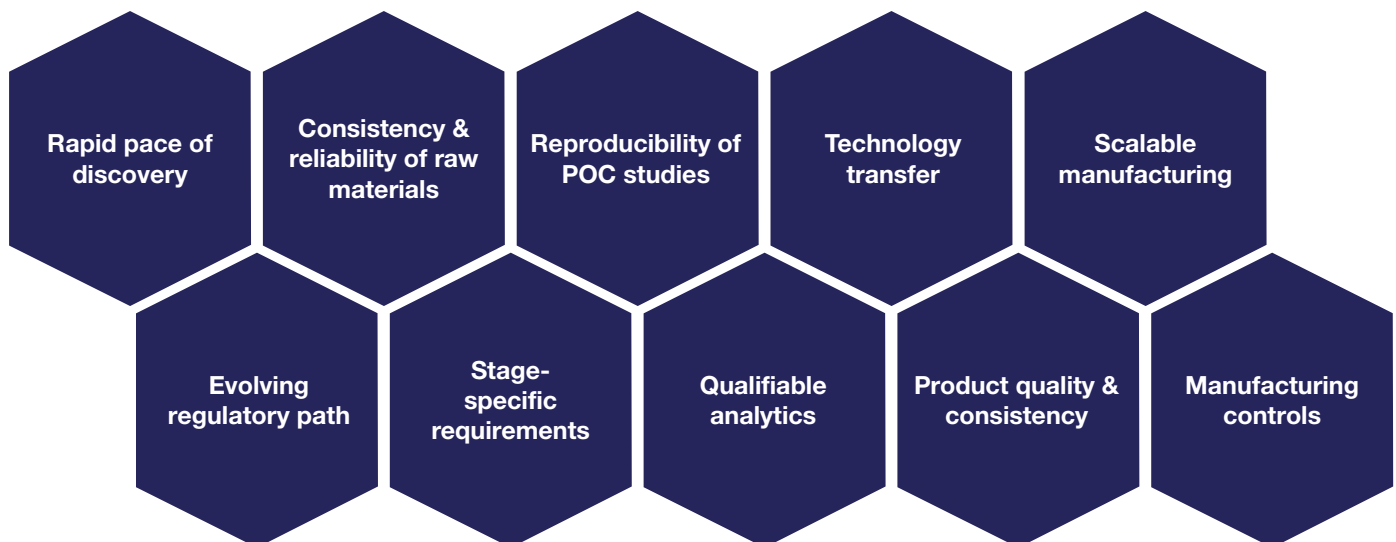 Rapid pace of
discovery
Consistency &
reliability of raw
materials
Reproducibility of
POC studies
Technology
transfer
Scalable
manufacturing
Evolving
regulatory path
Stage-
specific
requirements
Qualifiable
analytics
Product quality &
consistency
Manufacturing
controls